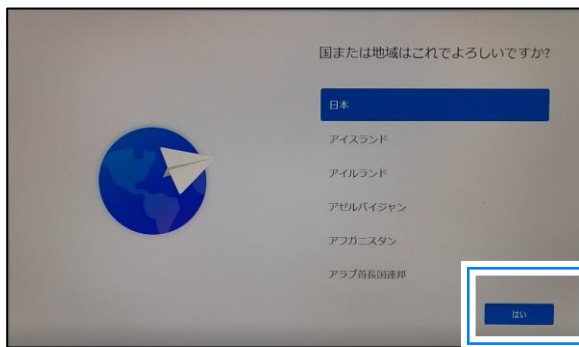 国または地域はこれでよろしいですか?
日本
アイスランド
アイルランド
アゼルバイジャン
アフガニスタン
アラブ首長国連邦
はい